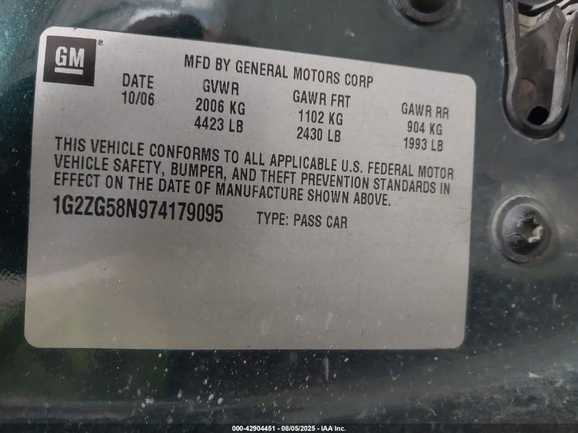 GM®
MFD BY GENERAL MOTORS CORP
DATE GVWR GAWR FRT GAWR RR
10/06 2006 KG 1102 KG 904 KG
4423 LB 2430 LB 1993 LB
THIS VEHICLE CONFORMS TO ALL APPLICABLE U.S. FEDERAL MOTOR
VEHICLE SAFETY, BUMPER, AND THEFT PREVENTION STANDARDS IN
EFFECT ON THE DATE OF MANUFACTURE SHOWN ABOVE.
1G2ZG58N974179095 TYPE: PASS CAR
000-42904451 - 08/05/2025 - WWW.IAAI.COM